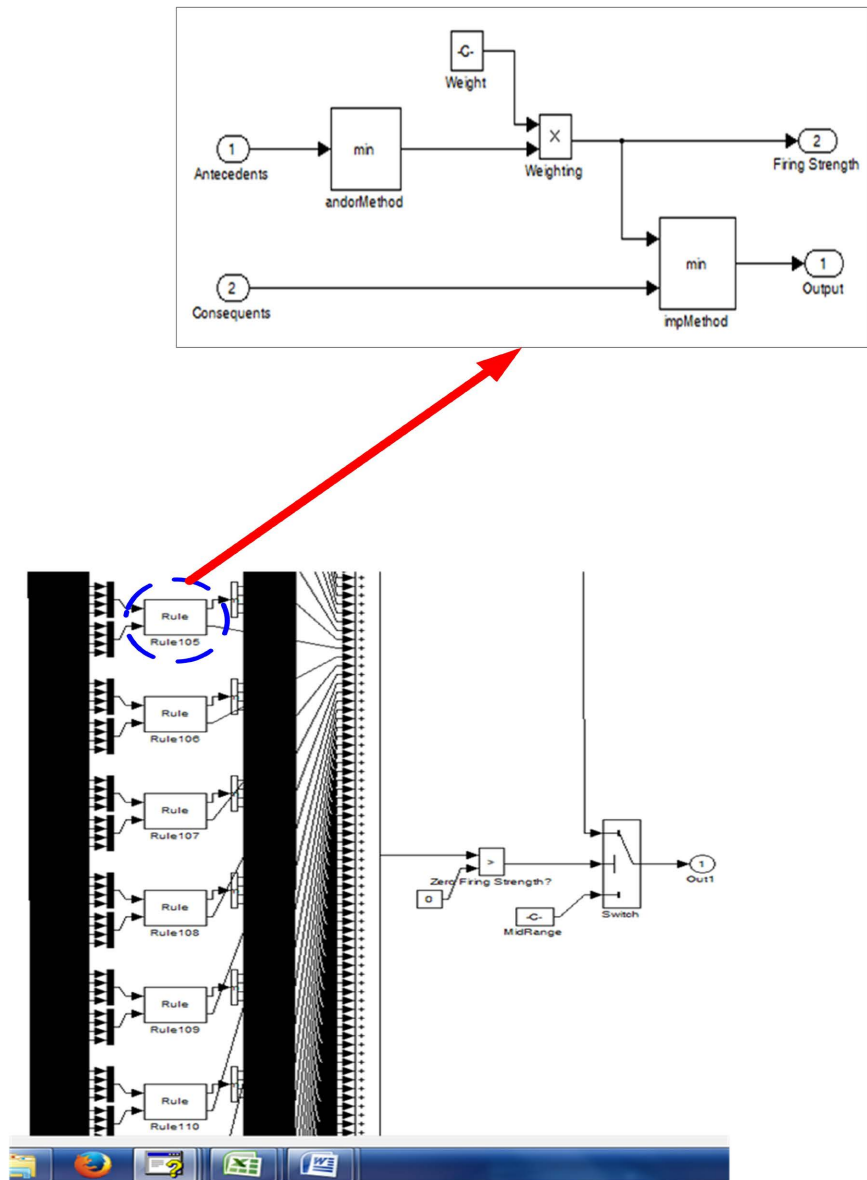 -C-
Weight
1
min
X
2
Antecedents
andorMethod
Weighting
Firing Strength
2
min
1
Consequents
impMethod
Output
Rule
Rule105
Rule
Rule106
Rule
Rule107
>
1
Zero Firing Strength?
Out1
0
-C-
Switch
MidRange
Rule
Rule108
Rule
Rule109
Rule
Rule110